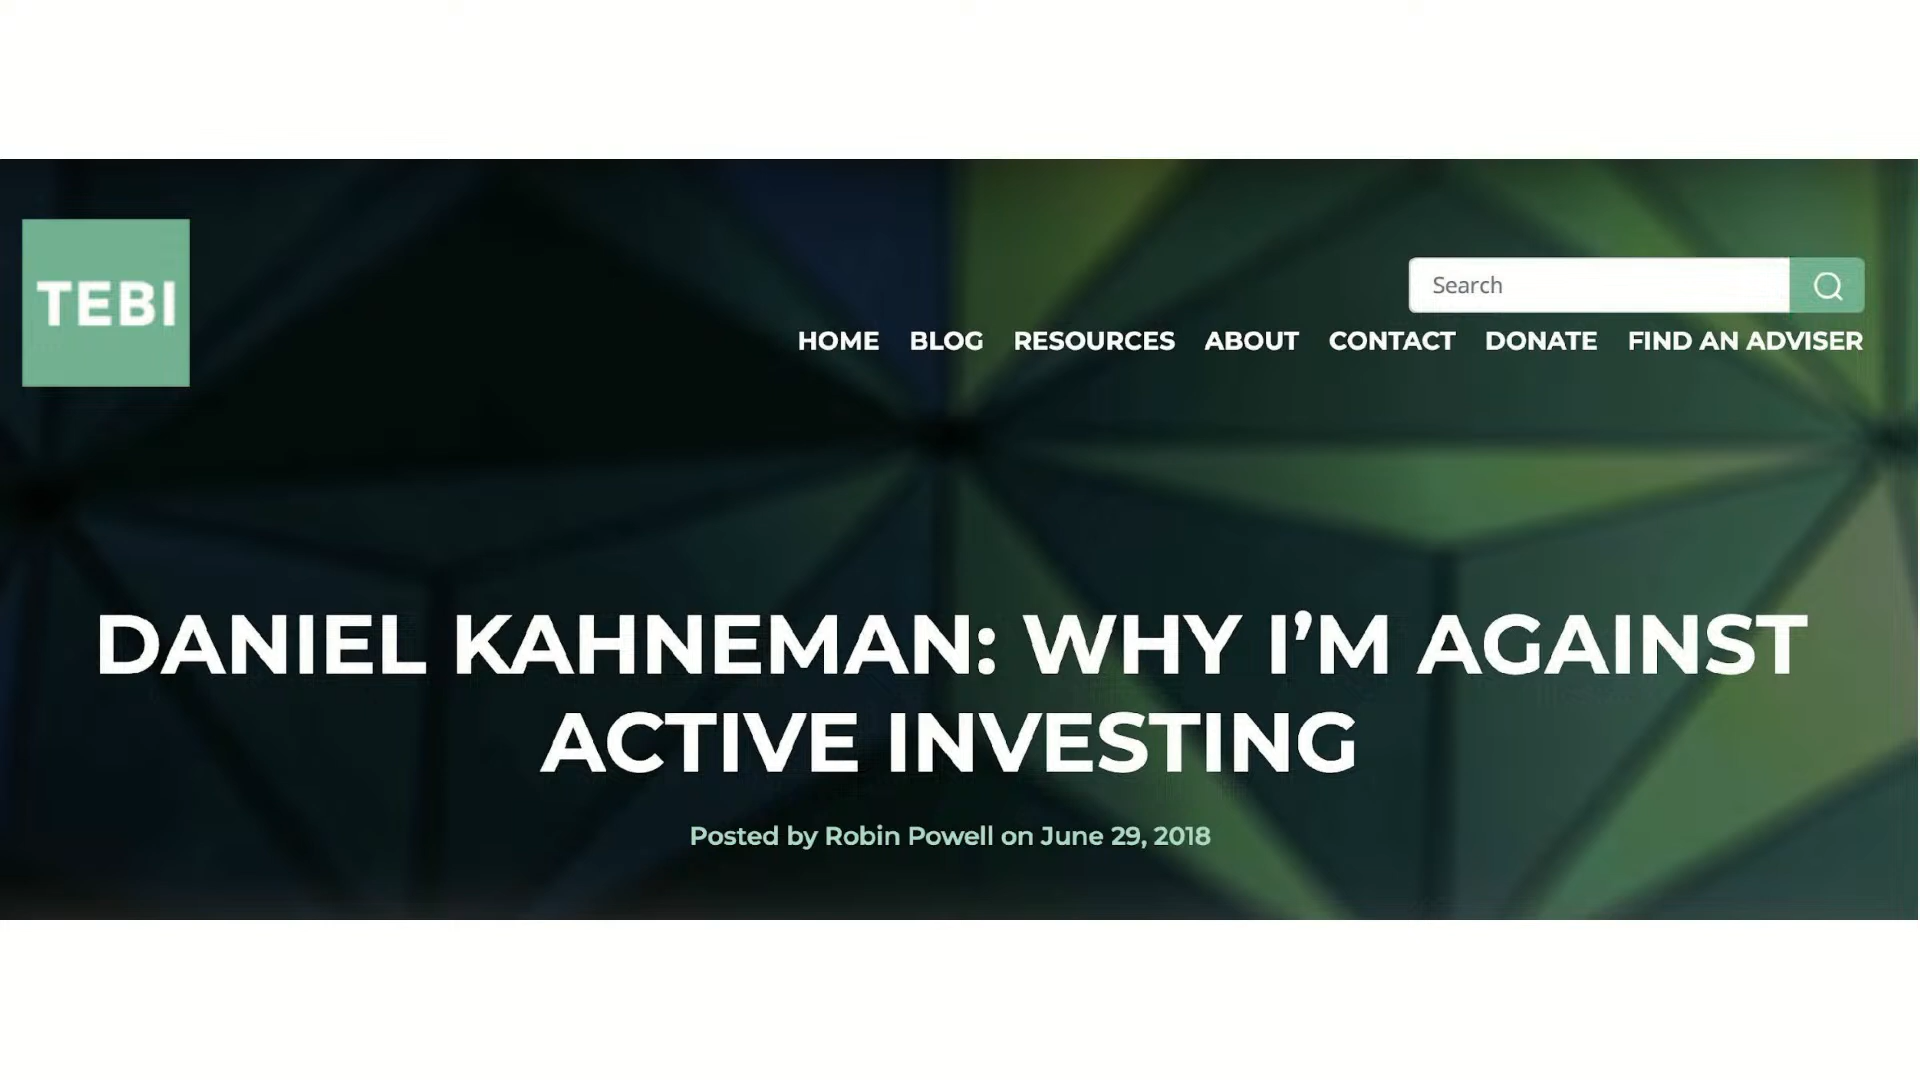 TEBI
Search
HOME BLOG RESOURCES ABOUT CONTACT DONATE FIND AN ADVISER
DANIEL KAHNEMAN: WHY I’M AGAINST
ACTIVE INVESTING
Posted by Robin Powell on June 29, 2018